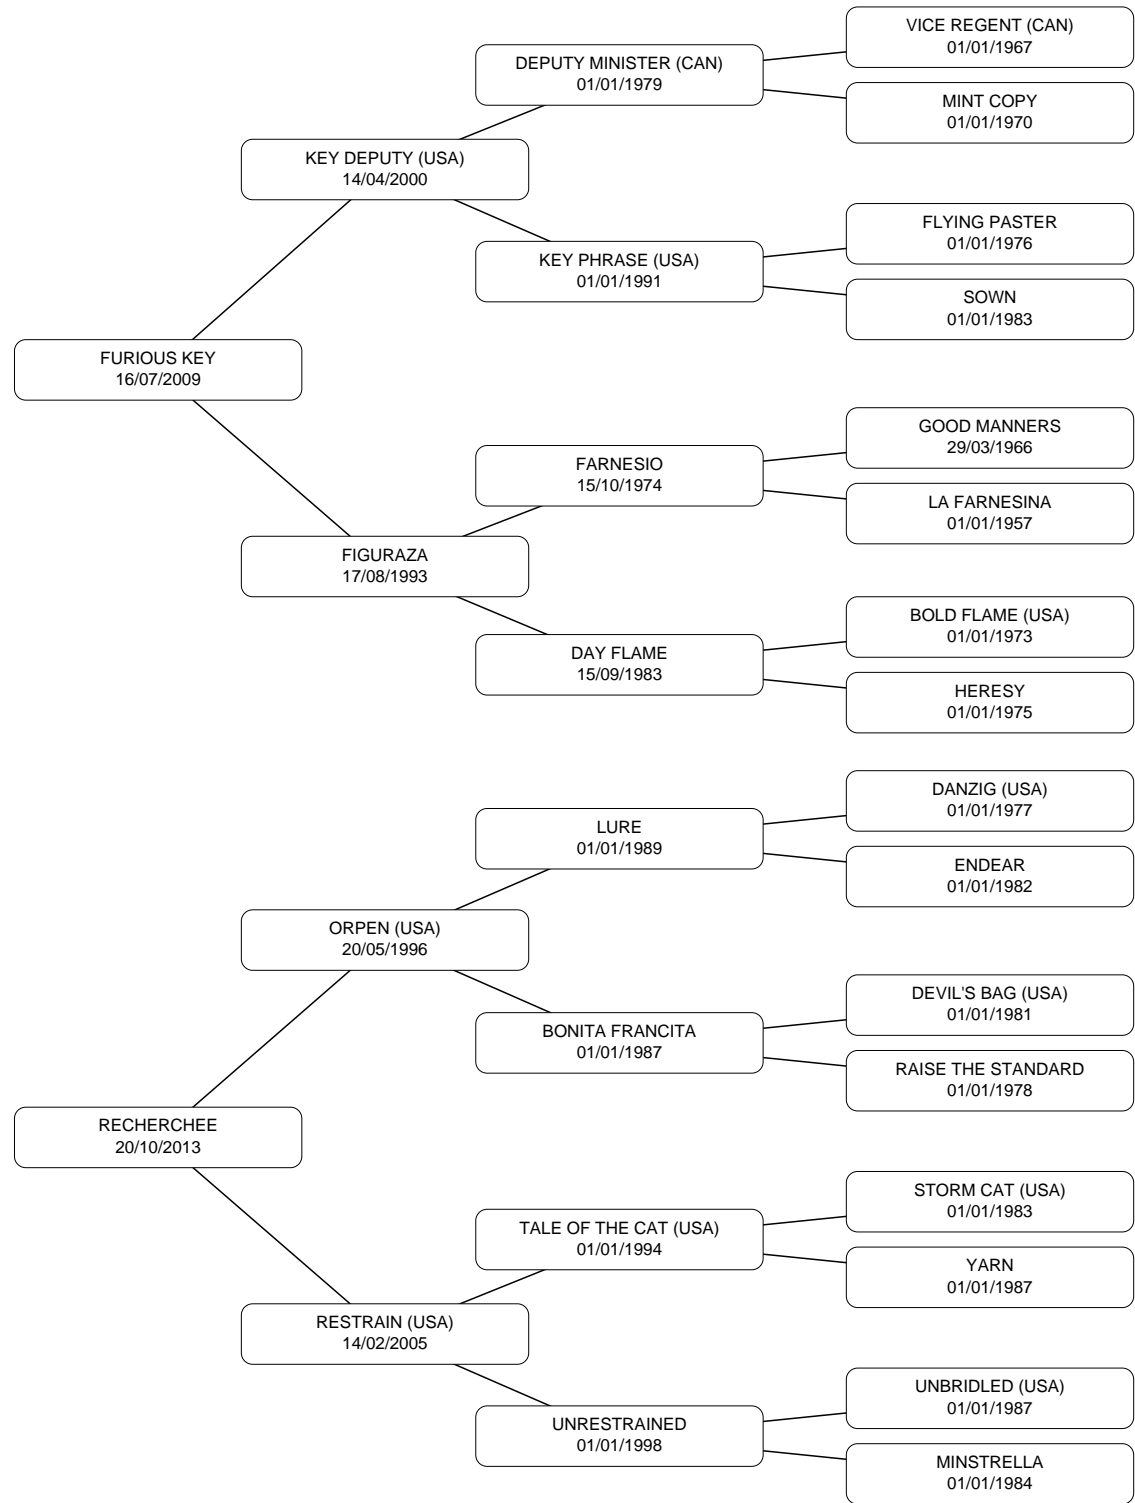 VICE REGENT (CAN)
01/01/1967
DEPUTY MINISTER (CAN)
01/01/1979
MINT COPY
01/01/1970
KEY DEPUTY (USA)
14/04/2000
FLYING PASTER
01/01/1976
KEY PHRASE (USA)
01/01/1991
SOWN
01/01/1983
FURIOUS KEY
16/07/2009
GOOD MANNERS
29/03/1966
FARNESIO
15/10/1974
LA FARNESINA
01/01/1957
FIGURAZA
17/08/1993
BOLD FLAME (USA)
01/01/1973
DAY FLAME
15/09/1983
HERESY
01/01/1975
DANZIG (USA)
01/01/1977
LURE
01/01/1989
ENDEAR
01/01/1982
ORPEN (USA)
20/05/1996
DEVIL'S BAG (USA)
01/01/1981
BONITA FRANCITA
01/01/1987
RAISE THE STANDARD
01/01/1978
RECHERCHEE
20/10/2013
STORM CAT (USA)
01/01/1983
TALE OF THE CAT (USA)
01/01/1994
YARN
01/01/1987
RESTRAIN (USA)
14/02/2005
UNBRIDLED (USA)
01/01/1987
UNRESTRAINED
01/01/1998
MINSTRELLA
01/01/1984